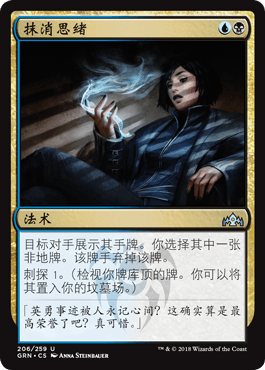 抹消思绪
法术
目标对手展示其手牌。你选择其中一张
非地牌。该牌手弃掉该牌。
刺探 1。（检视你牌库顶的牌。你可以将
其置入你的坟墓场。）
「英勇事迹被人永记心间？这确实算是最
高荣誉了吧？真可惜。」
206/259 U
GRN • CS ANNA STEINBAUER
™ & © 2018 Wizards of the Coast